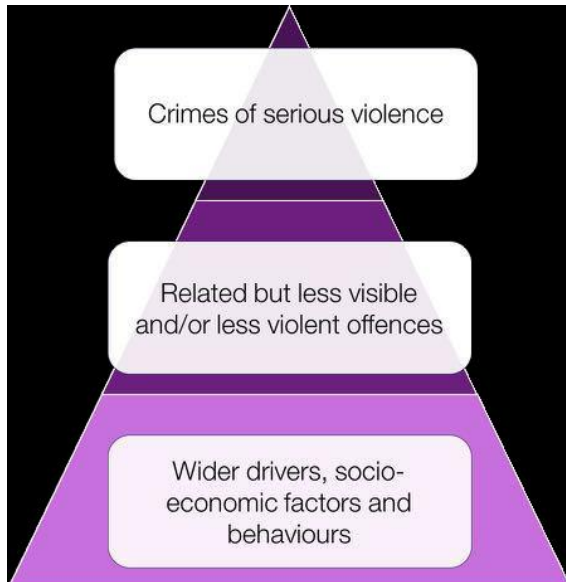 Crimes of serious violence
Related but less visible
and/or less violent offences
Wider drivers, socio-
economic factors and
behaviours